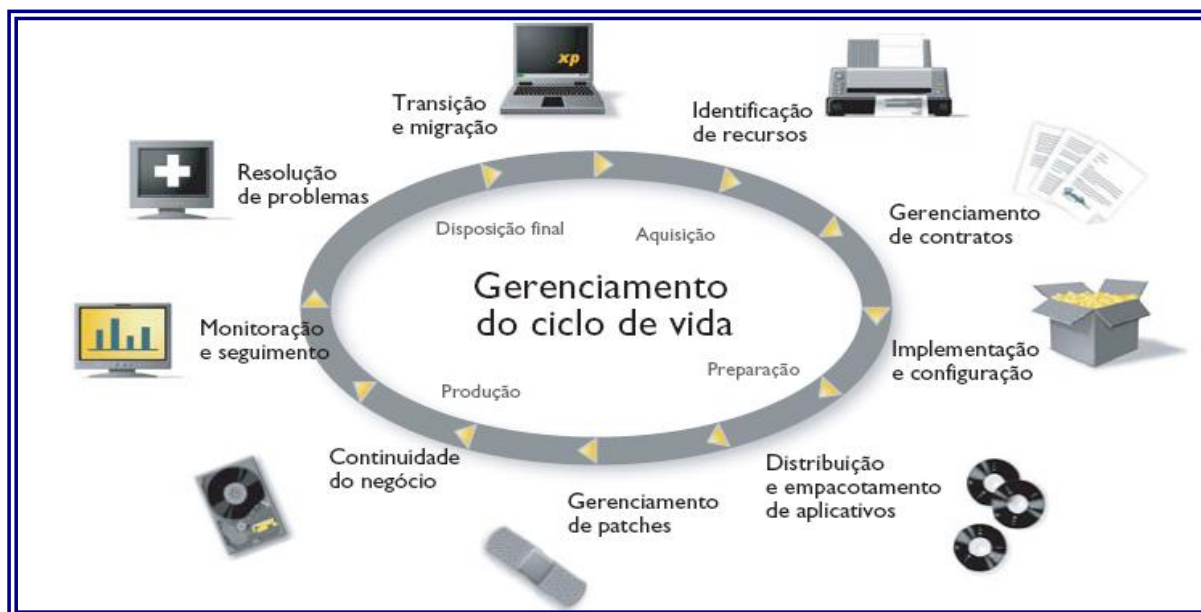 xp
Transição
e migração
Identificação
de recursos
Resolução
de problemas
Gerenciamento
de contratos
Disposição final
Aquisição
Gerenciamento
do ciclo de vida
Monitoração
e seguimento
Implementação
e configuração
Preparação
Produção
Continuidade
do negócio
Distribuição
e empacotamento
de aplicativos
Gerenciamento
de patches